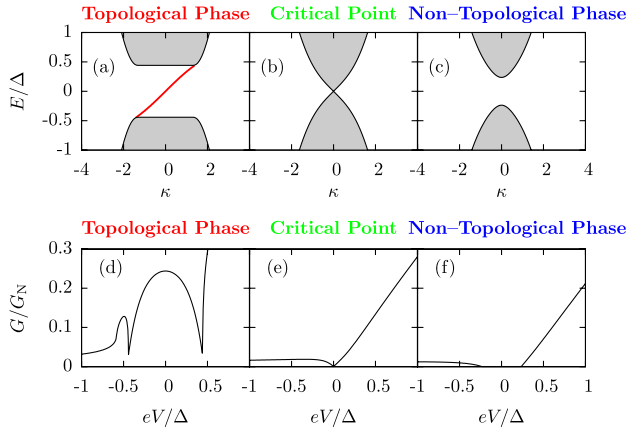 Topological Phase Critical Point Non–Topological Phase
1
0.5
0
-0.5
-1
E/Δ
(a) (b) (c)
-4 -2 0 2 -4 -2 0 2 -4 -2 0 2 4
κ κ κ
Topological Phase Critical Point Non–Topological Phase
0.3
0.2
0.1
0
G/G_N
(d) (e) (f)
-1 -0.5 0 0.5 -1 -0.5 0 0.5 -1 -0.5 0 0.5 1
eV/Δ eV/Δ eV/Δ